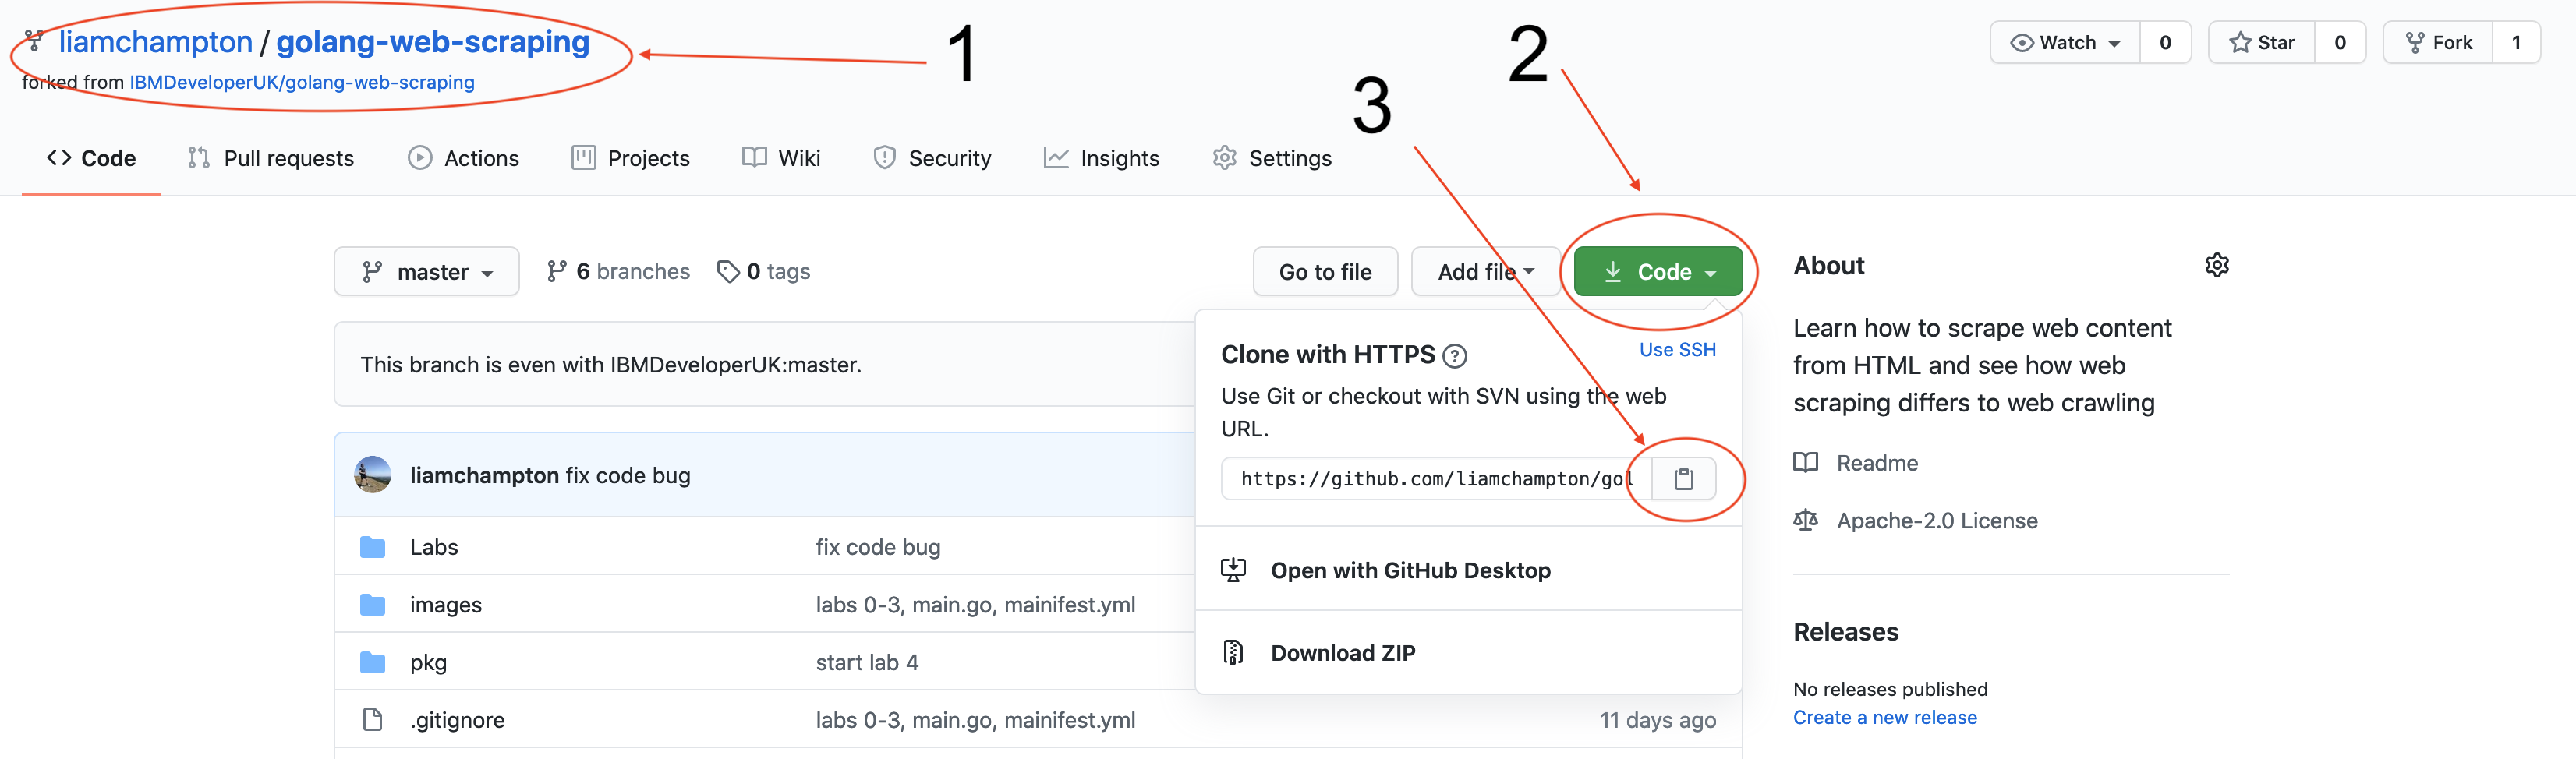 liamchampton / golang-web-scraping
forked from IBMDeveloperUK/golang-web-scraping
1
2
3
Watch 0
Star 0
Fork 1
Code Pull requests Actions Projects Wiki Security Insights Settings
master 6 branches 0 tags
Go to file Add file Code
This branch is even with IBMDeveloperUK:master.
liamchampton fix code bug
Labs fix code bug
images labs 0-3, main.go, mainifest.yml
pkg start lab 4
.gitignore labs 0-3, main.go, mainifest.yml 11 days ago
Clone with HTTPS Use SSH
Use Git or checkout with SVN using the web
URL.
https://github.com/liamchampton/gol
Open with GitHub Desktop
Download ZIP
About
Learn how to scrape web content
from HTML and see how web
scraping differs to web crawling
Readme
Apache-2.0 License
Releases
No releases published
Create a new release